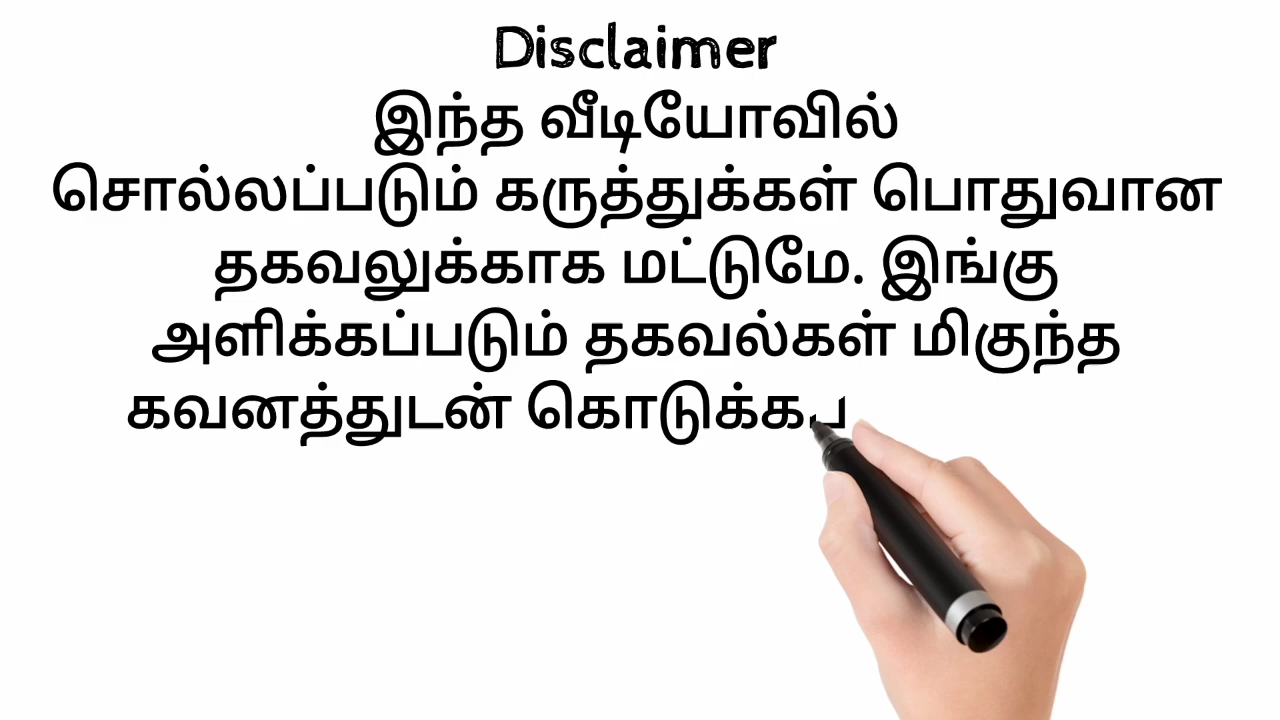 Disclaimer
இந்த வீடியோவில்
சொல்லப்படும் கருத்துக்கள் பொதுவான
தகவலுக்காக மட்டுமே. இங்கு
அளிக்கப்படும் தகவல்கள் மிகுந்த
கவனத்துடன்